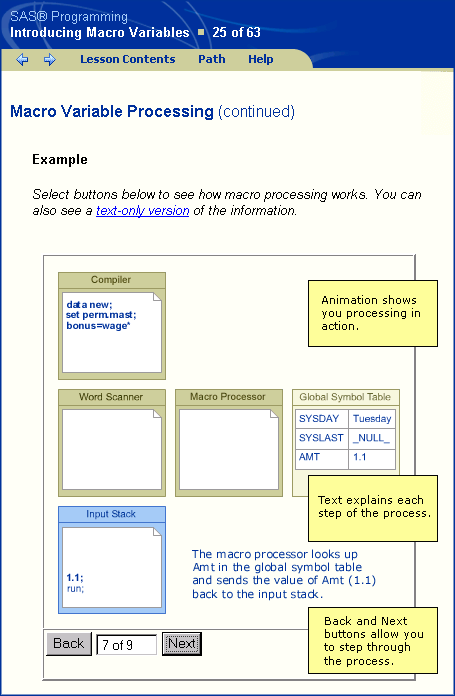 SAS® Programming
Introducing Macro Variables ■ 25 of 63
Lesson Contents Path Help
Macro Variable Processing (continued)
Example
Select buttons below to see how macro processing works. You can
also see a text-only version of the information.
Compiler
data new;
set perm.mast;
bonus=wage*
Animation shows
you processing in
action.
Word Scanner
Macro Processor
Global Symbol Table
SYSDAY Tuesday
SYSLAST _NULL_
AMT 1.1
Text explains each
step of the process.
Input Stack
1.1;
run;
The macro processor looks up
Amt in the global symbol table
and sends the value of Amt (1.1)
back to the input stack.
Back and Next
buttons allow you
to step through
the process.
Back 7 of 9 Next